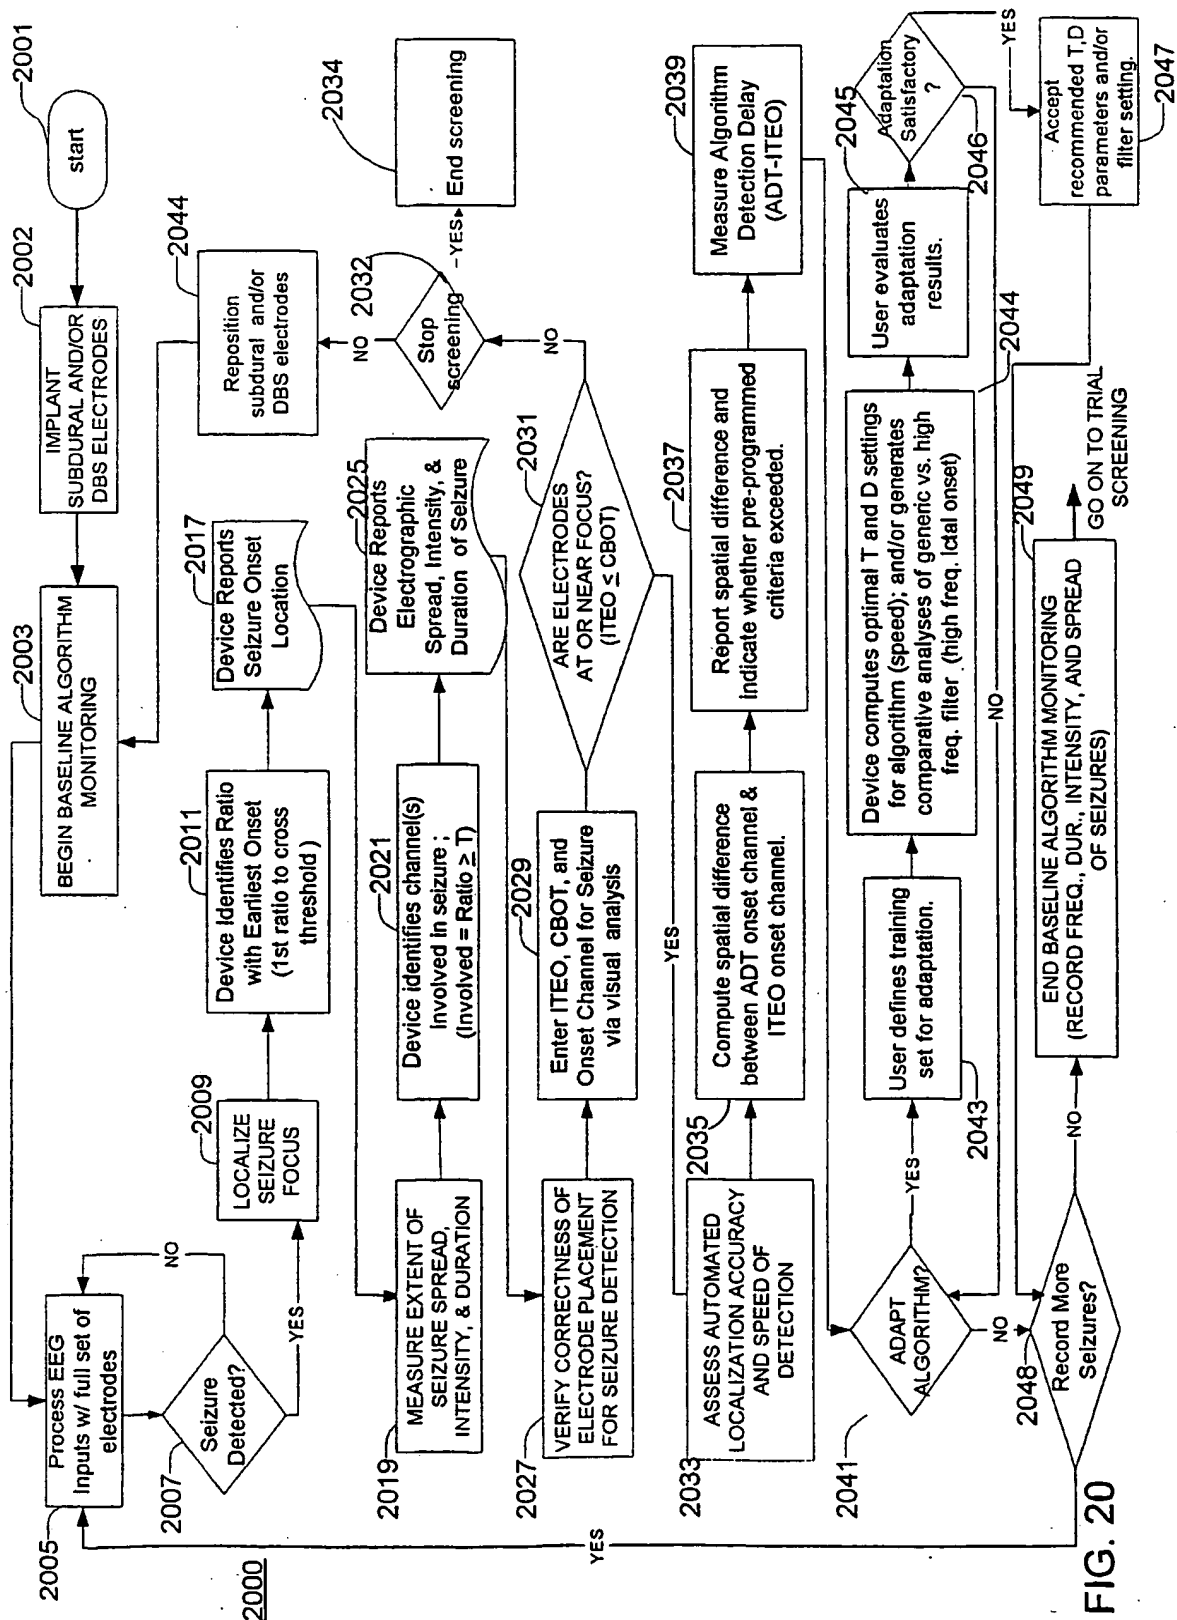 2001
start
2002
IMPLANT
SUBDURAL AND/OR
DBS ELECTRODES
2003
BEGIN BASELINE ALGORITHM
MONITORING
2005
Process EEG
Inputs w/ full set of
electrodes
2007
Seizure
Detected?
NO
YES
2009
LOCALIZE
SEIZURE
FOCUS
2011
Device Identifies Ratio
with Earliest Onset
(1st ratio to cross
threshold )
2017
Device Reports
Seizure Onset
Location
2044
Reposition
subdural and/or
DBS electrodes
2034
End screening
YES
2032
Stop
screening
NO
NO
2019
MEASURE EXTENT OF
SEIZURE SPREAD,
INTENSITY, & DURATION
2021
Device identifies channel(s)
Involved in seizure ;
(Involved = Ratio ≥ T)
2025
Device Reports
Electrographic
Spread, Intensity, &
Duration of Seizure
2027
VERIFY CORRECTNESS OF
ELECTRODE PLACEMENT
FOR SEIZURE DETECTION
2029
Enter ITEO, CBOT, and
Onset Channel for Seizure
via visual analysis
2031
ARE ELECTRODES
AT OR NEAR FOCUS?
(ITEO ≤ CBOT)
YES
2033
ASSESS AUTOMATED
LOCALIZATION ACCURACY
AND SPEED OF
DETECTION
2035
Compute spatial difference
between ADT onset channel &
ITEO onset channel.
2037
Report spatial difference and
indicate whether pre-programmed
criteria exceeded.
2039
Measure Algorithm
Detection Delay
(ADT-ITEO)
2041
ADAPT
ALGORITHM?
YES
NO
2043
User defines training
set for adaptation.
2044
Device computes optimal T and D settings
for algorithm (speed); and/or generates
comparative analyses of generic vs. high
freq. filter (high freq. Ictal onset)
2045
User evaluates
adaptation
results.
2046
Adaptation
Satisfactory
?
YES
NO
2047
Accept
recommended T,D
parameters and/or
filter setting.
2048
Record More
Seizures?
NO
YES
2049
END BASELINE ALGORITHM MONITORING
(RECORD FREQ., DUR., INTENSITY, AND SPREAD
OF SEIZURES)
GO ON TO TRIAL
SCREENING
2000
FIG. 20